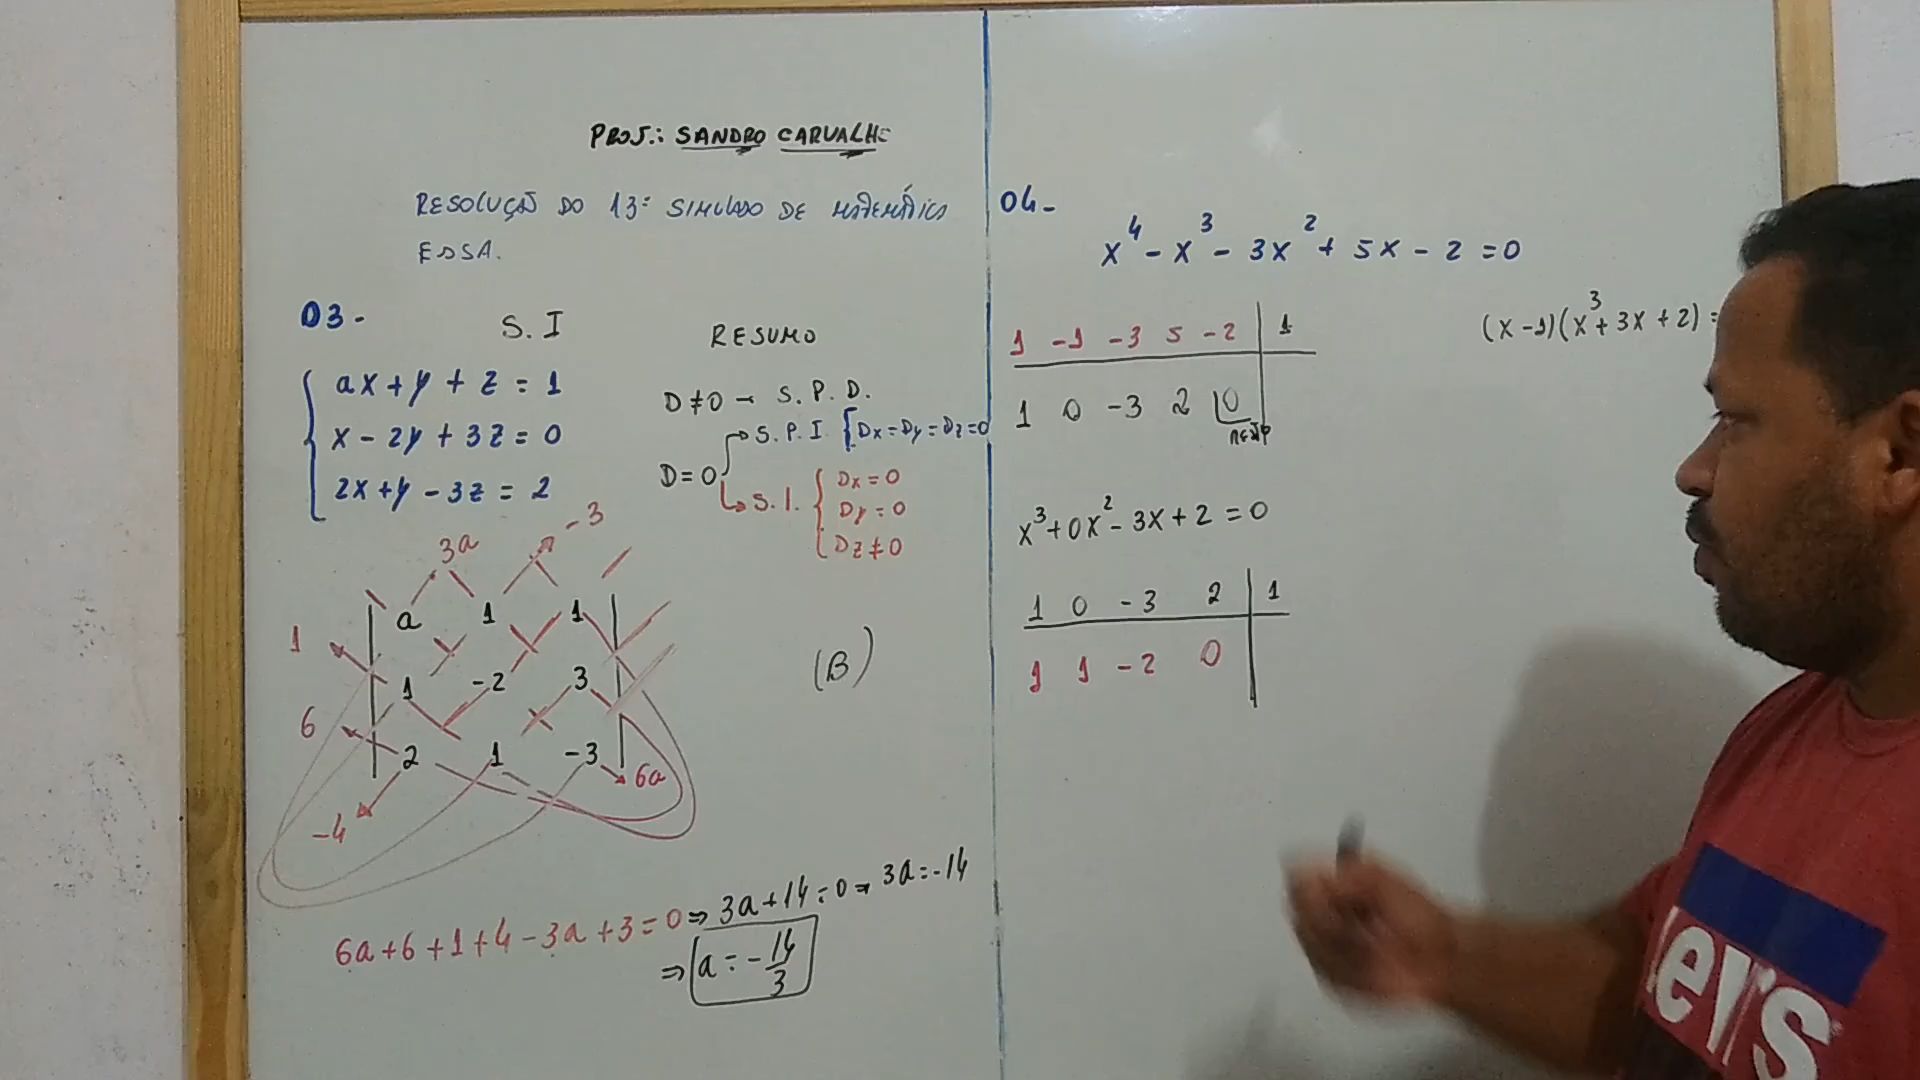 PROF.: SANDRO CARVALHO
RESOLUÇÃO DO 13º SIMULADO DE MATEMÁTICA
ESSA.
03-
S. I
ax + y + z = 1
x - 2y + 3z = 0
2x + y - 3z = 2
RESUMO
D ≠ 0 → S. P. D.
D = 0
S. P. I. { Dx = Dy = Dz = 0
S. I. { Dx = 0
Dy = 0
Dz ≠ 0
3a -3
a 1 1
1
1 -2 3
6
2 1 -3
6a
-4
(B)
6a + 6 + 1 + 4 - 3a + 3 = 0 ⇒ 3a + 14 = 0 ⇒ 3a = -14
⇒ a = -14/3
04-
x⁴ - x³ - 3x² + 5x - 2 = 0
(x - 1)(x³ + 3x + 2) =
1 -1 -3 5 -2 | 1
1 0 -3 2 0
x³ + 0x² - 3x + 2 = 0
1 0 -3 2 | 1
1 1 -2 0
levi's